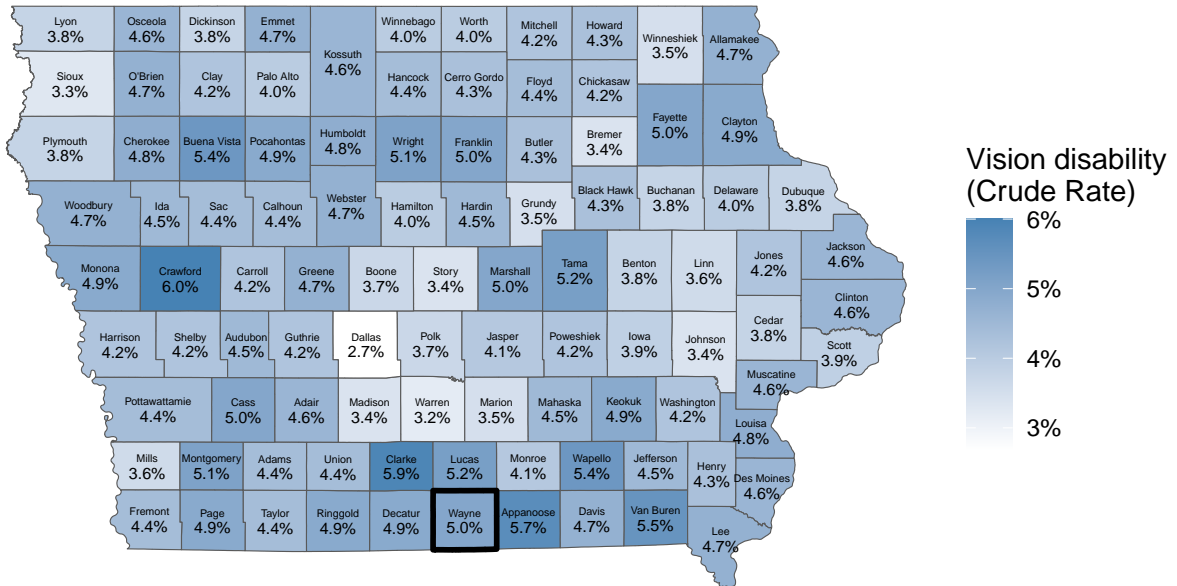 Lyon
3.8%
Osceola
4.6%
Dickinson
3.8%
Emmet
4.7%
Winnebago
4.0%
Worth
4.0%
Mitchell
4.2%
Howard
4.3%
Winneshiek
3.5%
Allamakee
4.7%
Kossuth
4.6%
Sioux
3.3%
O'Brien
4.7%
Clay
4.2%
Palo Alto
4.0%
Hancock
4.4%
Cerro Gordo
4.3%
Floyd
4.4%
Chickasaw
4.2%
Fayette
5.0%
Clayton
4.9%
Plymouth
3.8%
Cherokee
4.8%
Buena Vista
5.4%
Pocahontas
4.9%
Humboldt
4.8%
Wright
5.1%
Franklin
5.0%
Butler
4.3%
Bremer
3.4%
Woodbury
4.7%
Ida
4.5%
Sac
4.4%
Calhoun
4.4%
Webster
4.7%
Hamilton
4.0%
Hardin
4.5%
Grundy
3.5%
Black Hawk
4.3%
Buchanan
3.8%
Delaware
4.0%
Dubuque
3.8%
Monona
4.9%
Crawford
6.0%
Carroll
4.2%
Greene
4.7%
Boone
3.7%
Story
3.4%
Marshall
5.0%
Tama
5.2%
Benton
3.8%
Linn
3.6%
Jones
4.2%
Jackson
4.6%
Clinton
4.6%
Harrison
4.2%
Shelby
4.2%
Audubon
4.5%
Guthrie
4.2%
Dallas
2.7%
Polk
3.7%
Jasper
4.1%
Poweshiek
4.2%
Iowa
3.9%
Johnson
3.4%
Cedar
3.8%
Scott
3.9%
Muscatine
4.6%
Pottawattamie
4.4%
Cass
5.0%
Adair
4.6%
Madison
3.4%
Warren
3.2%
Marion
3.5%
Mahaska
4.5%
Keokuk
4.9%
Washington
4.2%
Louisa
4.8%
Mills
3.6%
Montgomery
5.1%
Adams
4.4%
Union
4.4%
Clarke
5.9%
Lucas
5.2%
Monroe
4.1%
Wapello
5.4%
Jefferson
4.5%
Henry
4.3%
Des Moines
4.6%
Fremont
4.4%
Page
4.9%
Taylor
4.4%
Ringgold
4.9%
Decatur
4.9%
Wayne
5.0%
Appanoose
5.7%
Davis
4.7%
Van Buren
5.5%
Lee
4.7%
Vision disability
(Crude Rate)
6%
5%
4%
3%